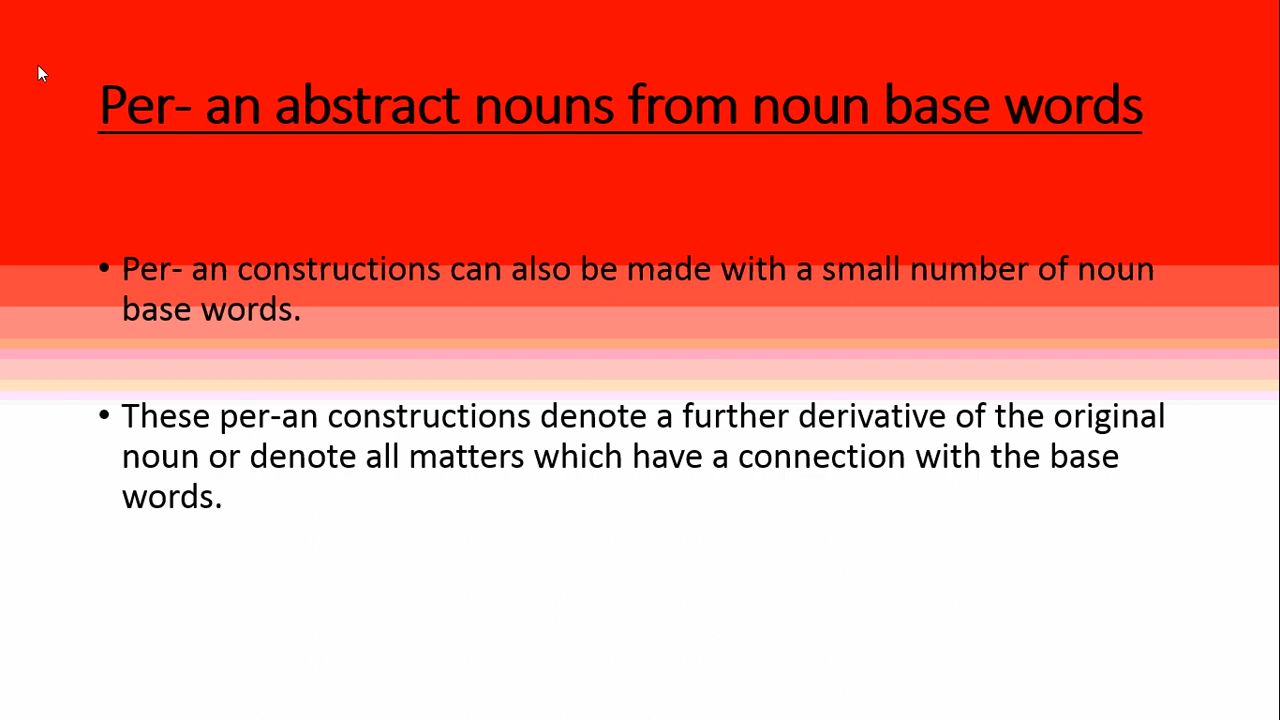 Per- an abstract nouns from noun base words
• Per- an constructions can also be made with a small number of noun
base words.
• These per-an constructions denote a further derivative of the original
noun or denote all matters which have a connection with the base
words.